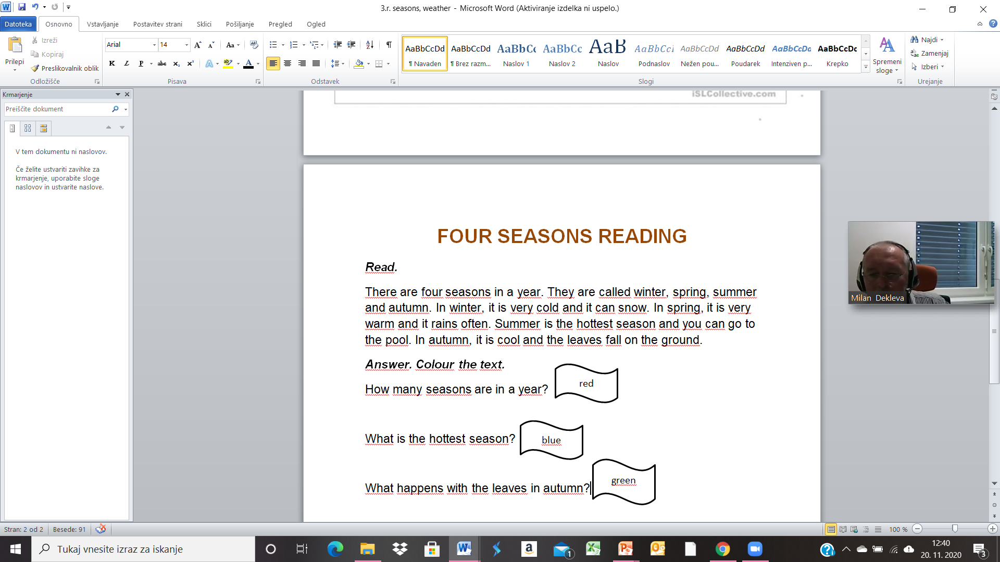 3.r. seasons, weather - Microsoft Word (Aktiviranje izdelka ni uspelo.)
Datoteka Osnovno Vstavljanje Postavitev strani Sklici Pošiljanje Pregled Ogled
Prilepi
Izreži
Kopiraj
Preslikovalnik oblik
Odložišče
Arial 14
Aa
K L P abc x₂ x² A A
Pisava
Odstavek
AaBbCcDd AaBbCcDd AaBbCc AaBbCc AaB AaBbCcI AaBbCcDd AaBbCcDd AaBbCcDd AaBbCcDc
¶ Navaden ¶ Brez razm... Naslov 1 Naslov 2 Naslov Podnaslov Nežen pou... Poudarek Intenziven p... Krepko
Slogi
Spremeni
sloge
Najdi
Zamenjaj
Izberi
Urejanje
Krmarjenje
Preiščite dokument
V tem dokumentu ni naslovov.
Če želite ustvariti zavihke za
krmarjenje, uporabite sloge
naslovov in ustvarite naslove.
iSLCollective.com
FOUR SEASONS READING
Read.
There are four seasons in a year. They are called winter, spring, summer
and autumn. In winter, it is very cold and it can snow. In spring, it is very
warm and it rains often. Summer is the hottest season and you can go to
the pool. In autumn, it is cool and the leaves fall on the ground.
Answer. Colour the text.
How many seasons are in a year?
red
What is the hottest season?
blue
What happens with the leaves in autumn?
green
Milan Dekleva
Stran: 2 od 2 Besede: 91
100 %
Tukaj vnesite izraz za iskanje
1
12:40
20. 11. 2020
3